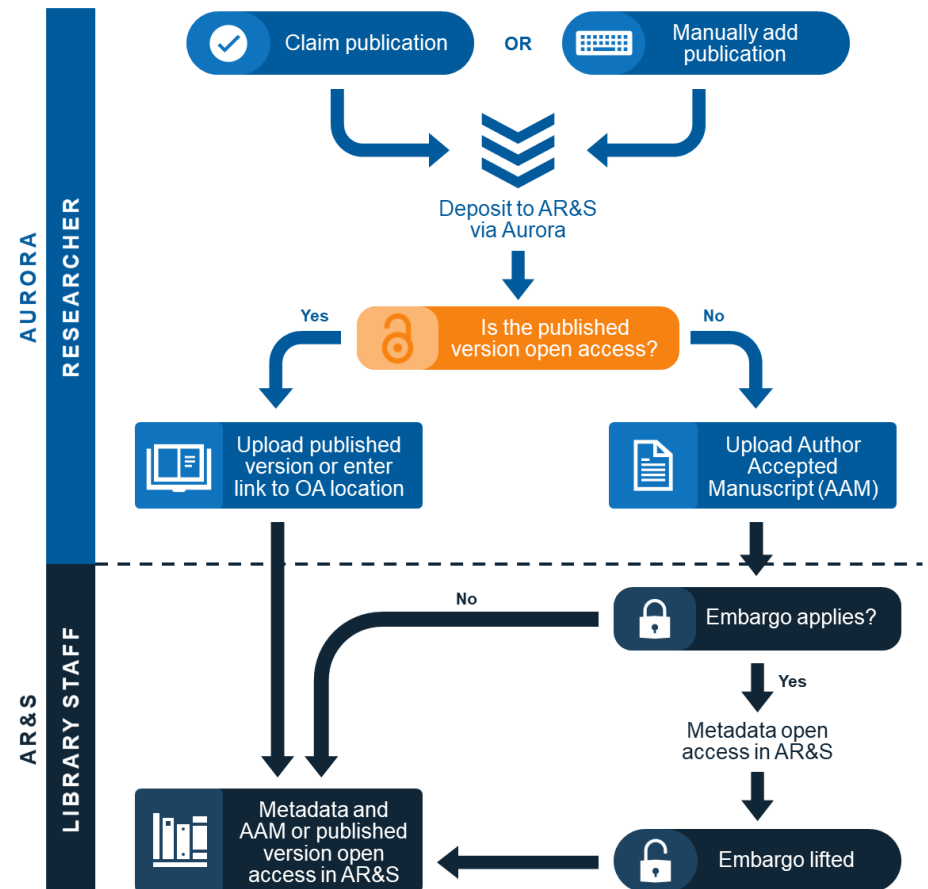 Claim publication
OR
Manually add
publication
Deposit to AR&S
via Aurora
Yes
Is the published
version open access?
No
Upload published
version or enter
link to OA location
Upload Author
Accepted
Manuscript (AAM)
AURORA
RESEARCHER
No
Embargo applies?
Yes
Metadata open
access in AR&S
Metadata and
AAM or published
version open
access in AR&S
Embargo lifted
AR&S
LIBRARY STAFF